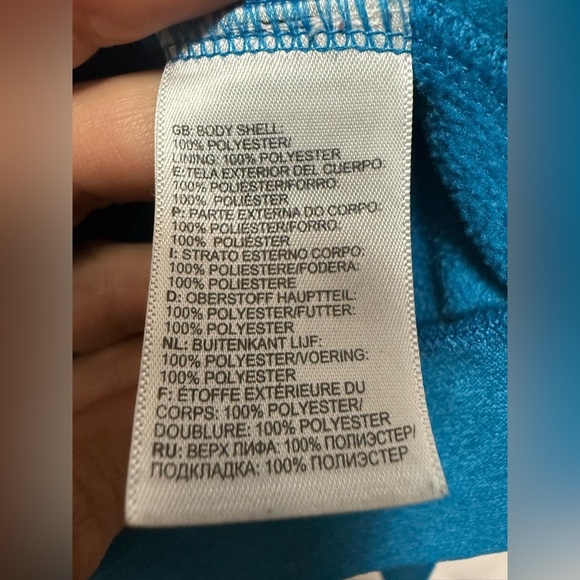 GB: BODY SHELL:
100% POLYESTER/
LINING: 100% POLYESTER
E: TELA EXTERIOR DEL CUERPO:
100% POLIÉSTER/FORRO:
100% POLIÉSTER
P: PARTE EXTERNA DO CORPO:
100% POLIÉSTER/FORRO:
100% POLIÉSTER
I: STRATO ESTERNO CORPO:
100% POLIESTERE/FODERA:
100% POLIESTERE
D: OBERSTOFF HAUPTTEIL:
100% POLYESTER/FUTTER:
100% POLYESTER
NL: BUITENKANT LIJF:
100% POLYESTER/VOERING:
100% POLYESTER
F: ETOFFE EXTÉRIEURE DU
CORPS: 100% POLYESTER/
DOUBLURE: 100% POLYESTER
RU: ВЕРХ ЛИФА: 100% ПОЛИЭСТЕР/
ПОДКЛАДКА: 100% ПОЛИЭСТЕР